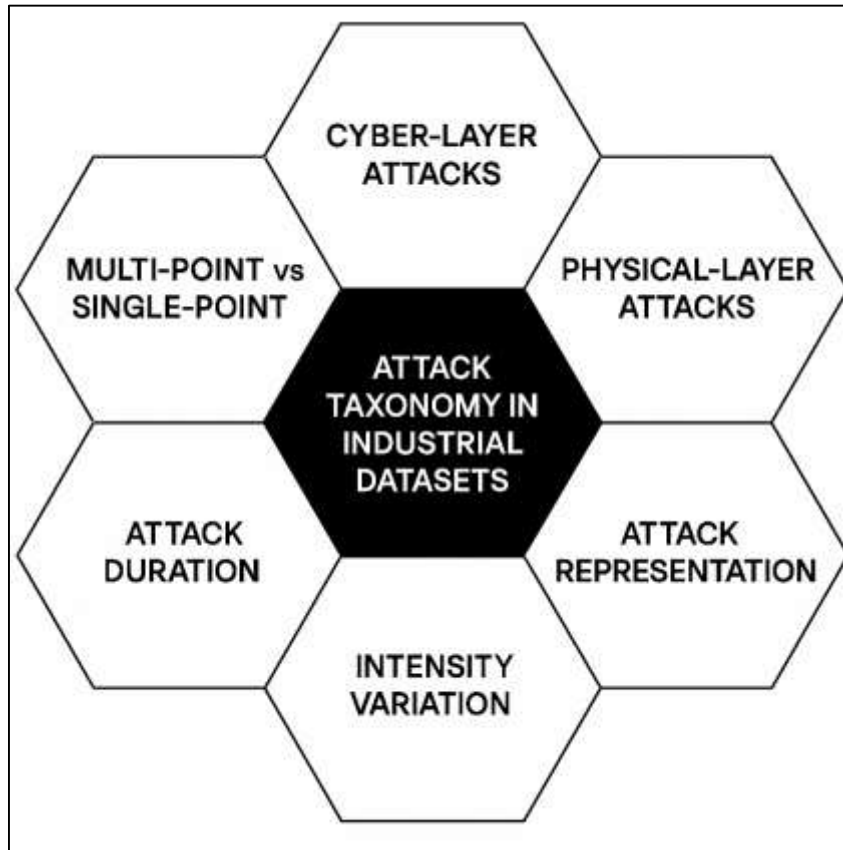 CYBER-LAYER
ATTACKS
MULTI-POINT vs
SINGLE-POINT
PHYSICAL-LAYER
ATTACKS
ATTACK
TAXONOMY IN
INDUSTRIAL
DATASETS
ATTACK
DURATION
ATTACK
REPRESENTATION
INTENSITY
VARIATION